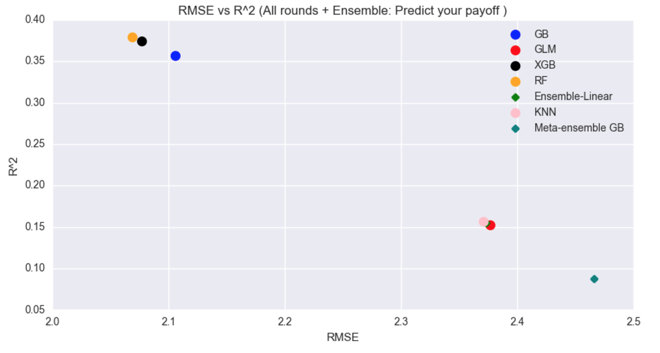 RMSE vs R^2 (All rounds + Ensemble: Predict your payoff )
0.40
0.35
0.30
0.25
0.20
0.15
0.10
0.05
R^2
GB
GLM
XGB
RF
Ensemble-Linear
KNN
Meta-ensemble GB
2.0 2.1 2.2 2.3 2.4 2.5
RMSE